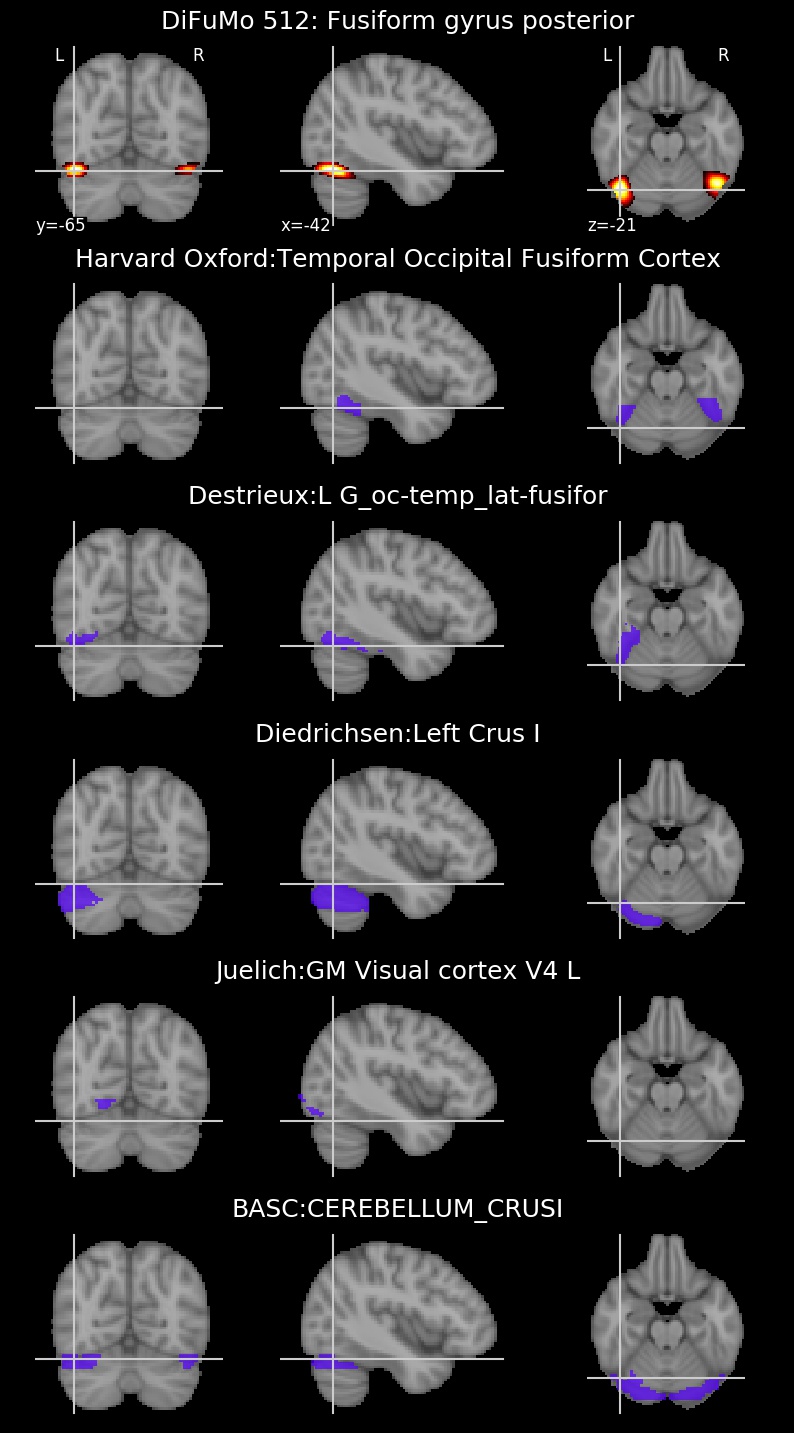 DiFuMo 512: Fusiform gyrus posterior
L R L R
y=-65 x=-42 z=-21
Harvard Oxford:Temporal Occipital Fusiform Cortex
Destrieux:L G_oc-temp_lat-fusifor
Diedrichsen:Left Crus I
Juelich:GM Visual cortex V4 L
BASC:CEREBELLUM_CRUSI